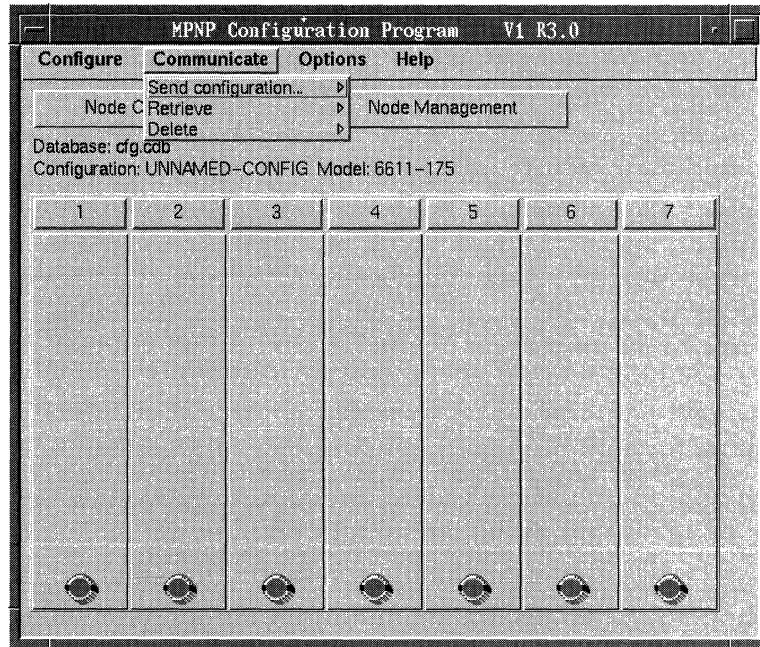 MPNP Configuration Program V1 R3.0
Configure Communicate Options Help
Send configuration...
Node C Retrieve Node Management
Delete
Database: cfg.cdb
Configuration: UNNAMED-CONFIG Model: 6611-175
1 2 3 4 5 6 7